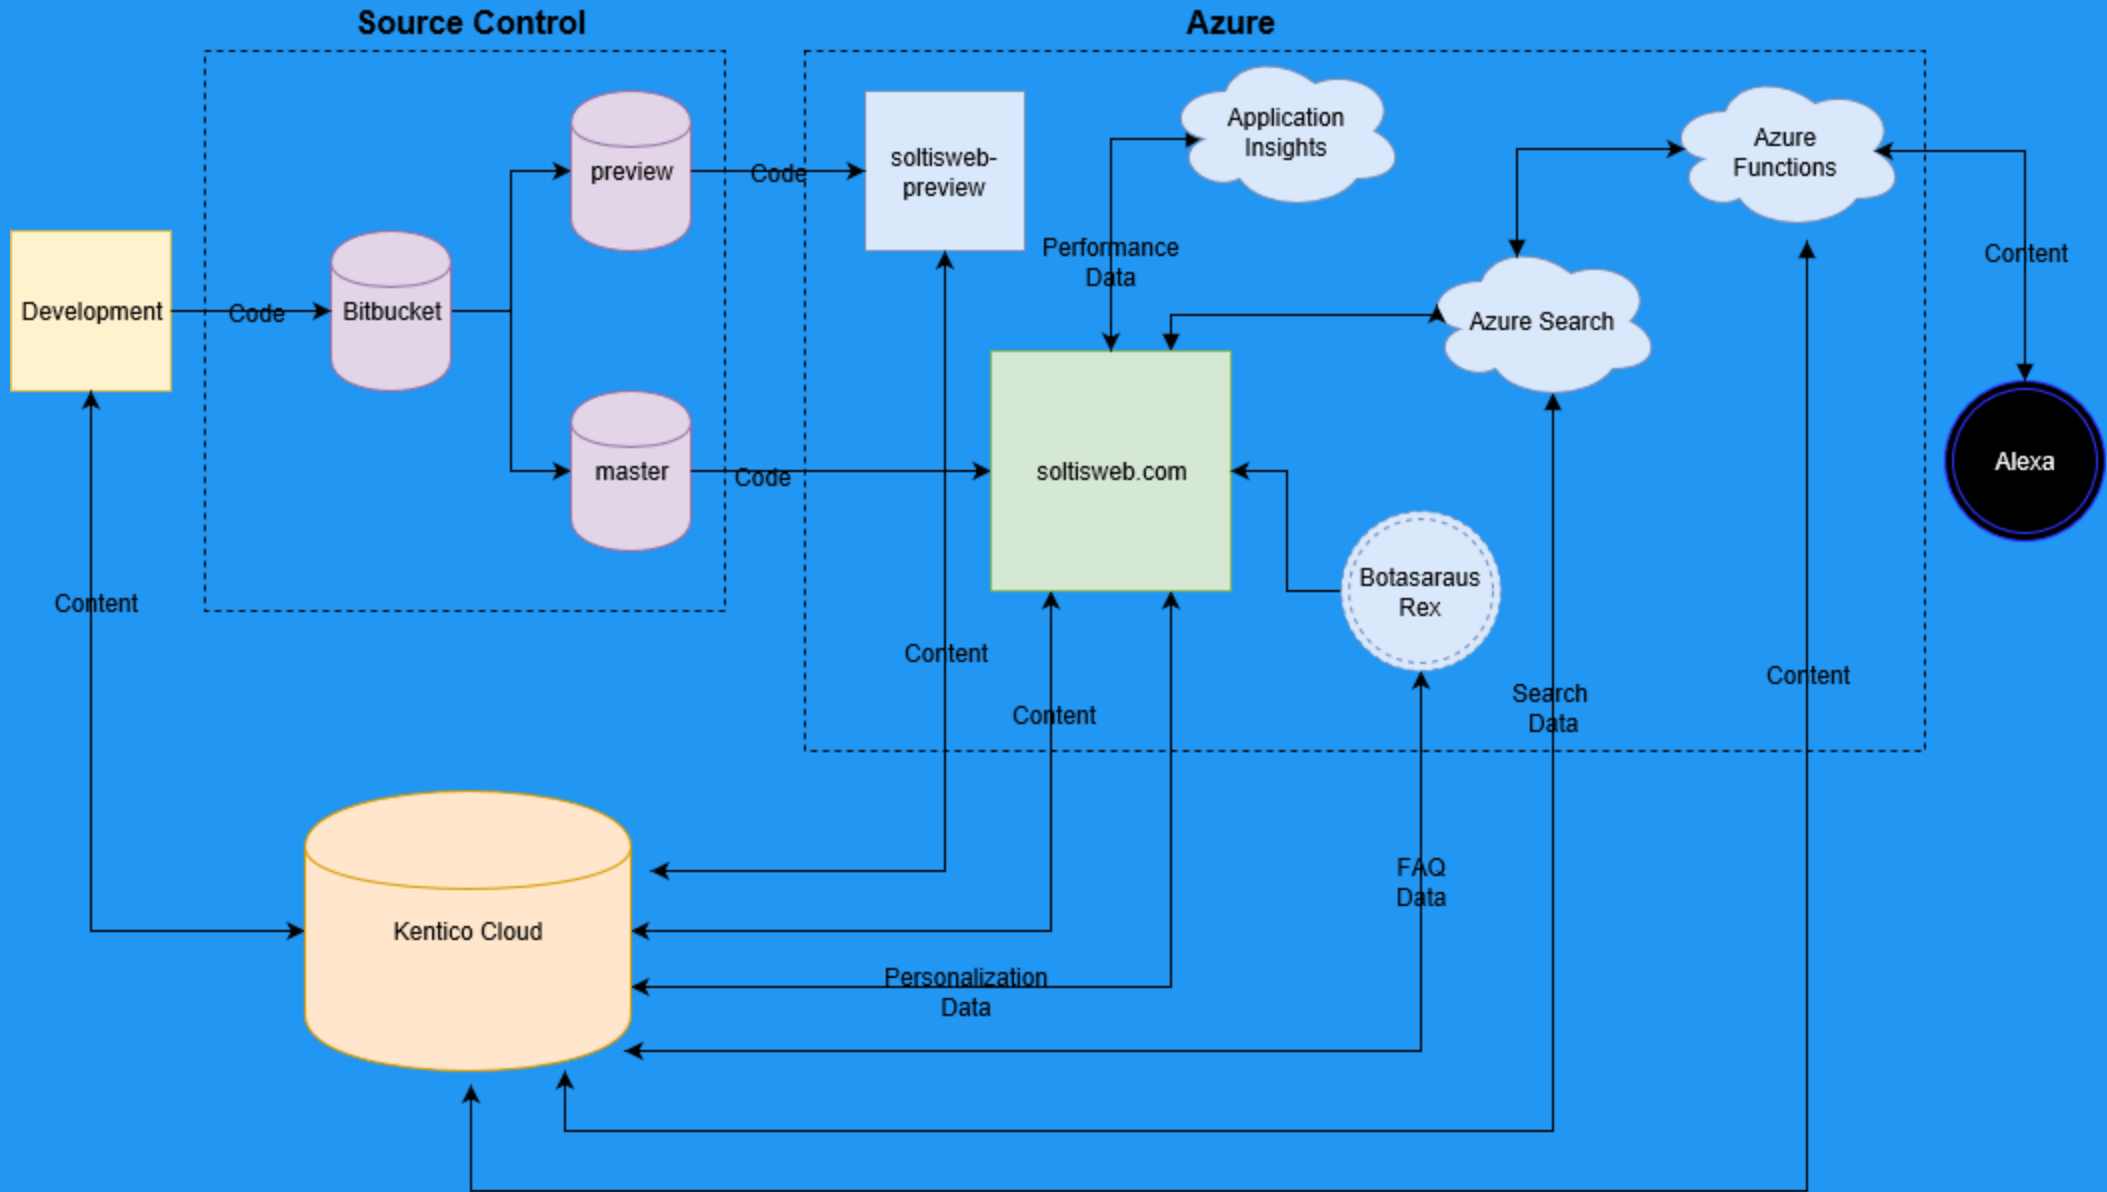 Source Control
Azure
Application
Insights
Azure
Functions
preview
Code
soltisweb-
preview
Performance
Data
Content
Development
Code
Bitbucket
Azure Search
master
Code
soltisweb.com
Alexa
Botasaraus
Rex
Content
Content
Content
Search
Data
Content
FAQ
Data
Kentico Cloud
Personalization
Data